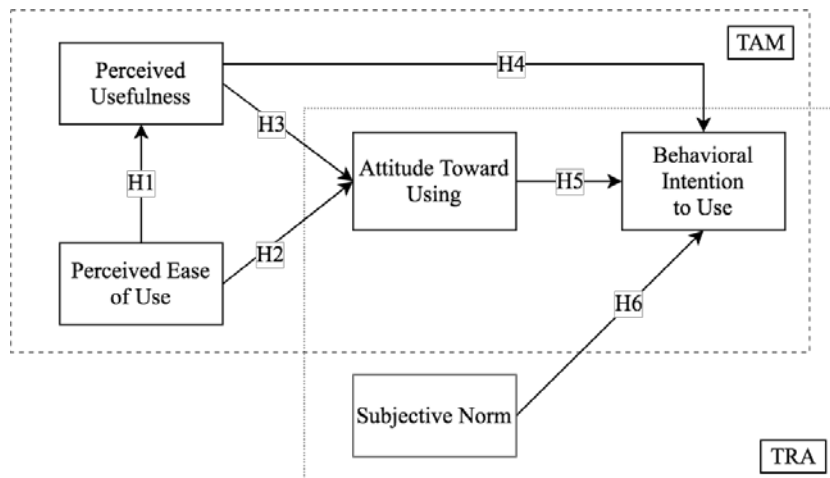 TAM
Perceived
Usefulness
H4
H3
Attitude Toward
Using
H5
Behavioral
Intention
to Use
H1
H2
Perceived Ease
of Use
H6
Subjective Norm
TRA